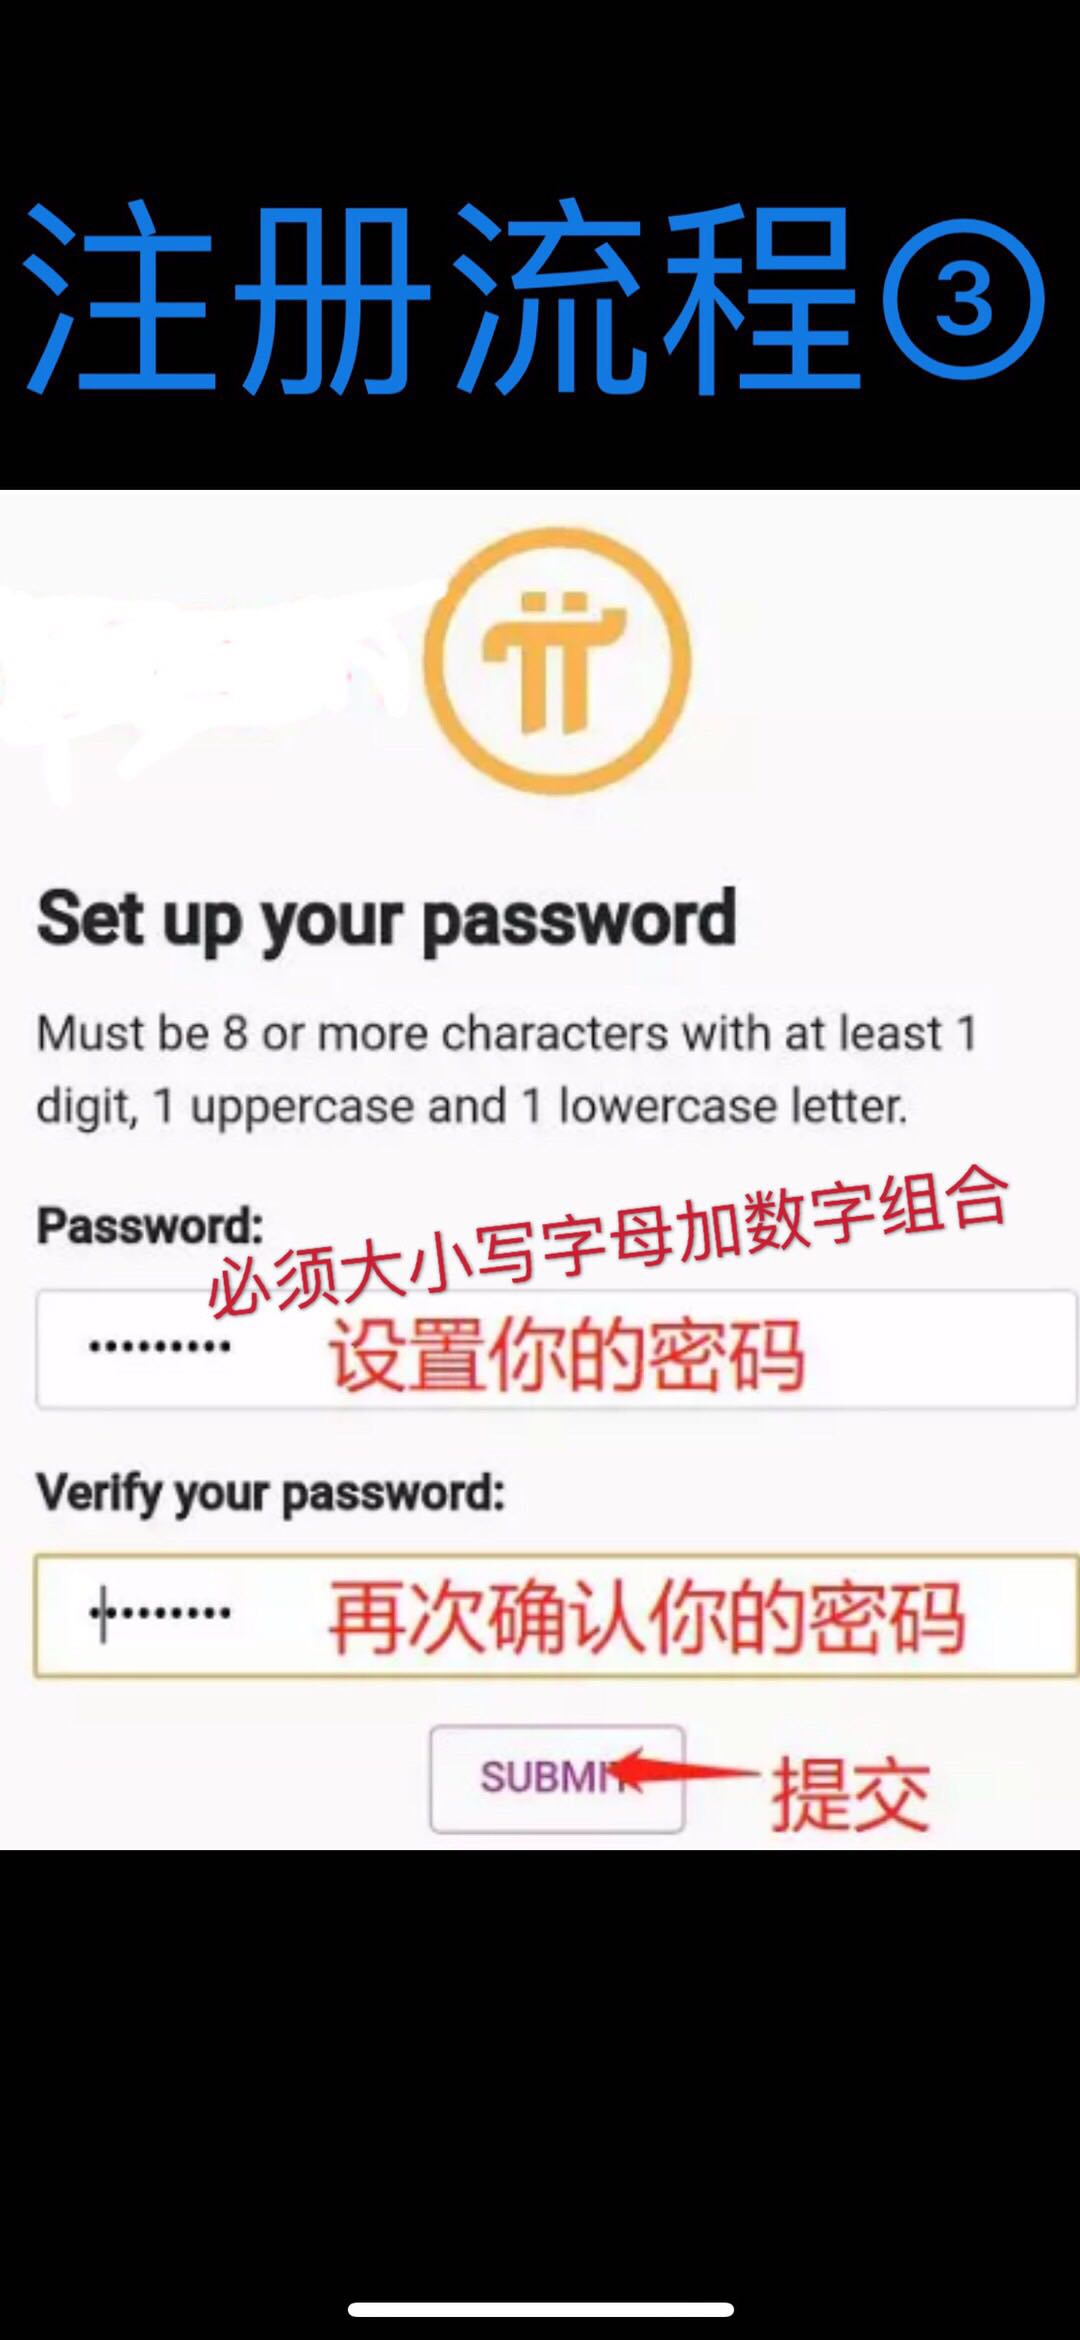 注册流程③
Set up your password
Must be 8 or more characters with at least 1
digit, 1 uppercase and 1 lowercase letter.
Password:
必须大小写字母加数字组合
设置你的密码
Verify your password:
再次确认你的密码
SUBMIT
提交